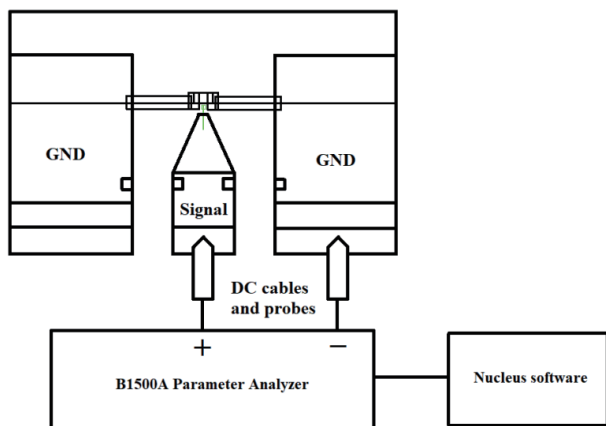 GND
GND
Signal
DC cables
and probes
+
−
B1500A Parameter Analyzer
Nucleus software